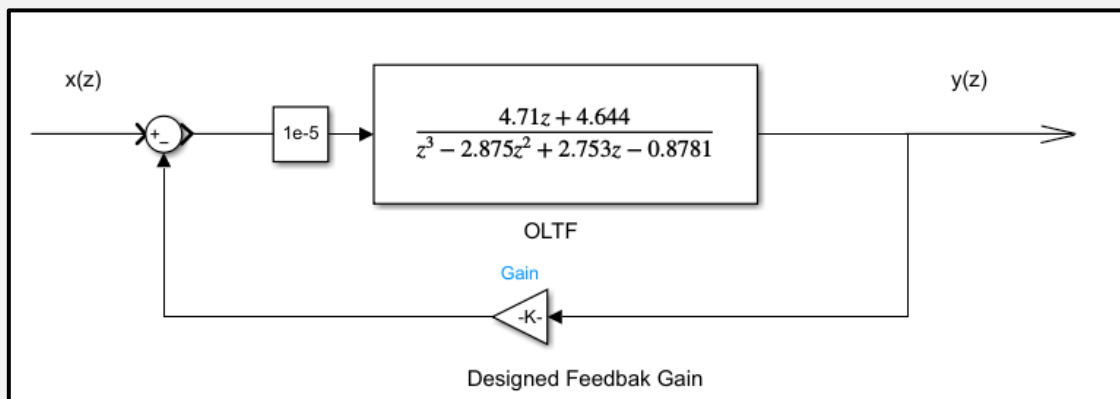 x(z)
y(z)
+
−
1e-5
4.71z + 4.644
z³ − 2.875z² + 2.753z − 0.8781
OLTF
Gain
-K-
Designed Feedbak Gain